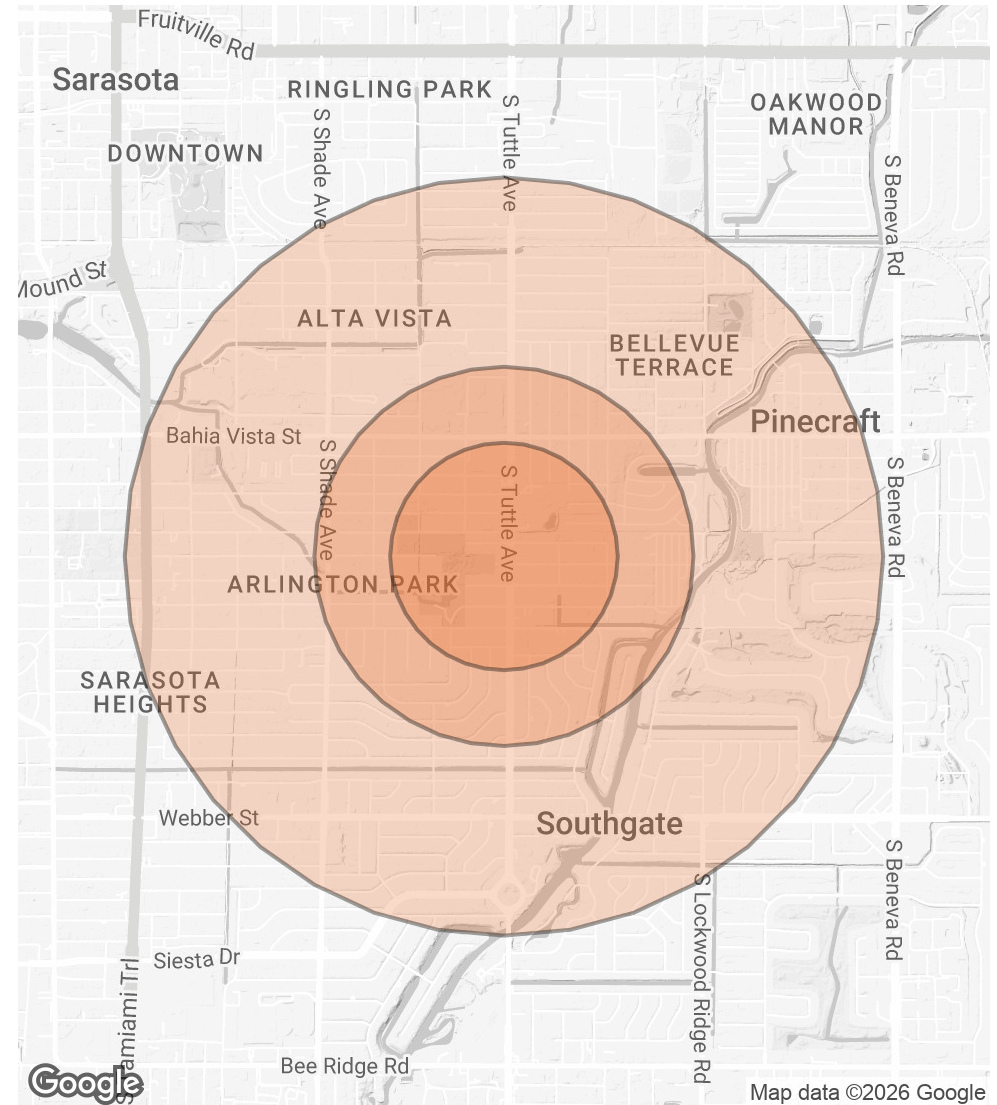 Fruitville Rd
Sarasota
RINGLING PARK
OAKWOOD
MANOR
S Shade Ave
S Tuttle Ave
DOWNTOWN
S Beneva Rd
Mound St
ALTA VISTA
BELLEVUE
TERRACE
Pinecraft
Bahia Vista St
S Shade Ave
S Tuttle Ave
S Beneva Rd
ARLINGTON PARK
SARASOTA
HEIGHTS
Webber St
Southgate
S Beneva Rd
S Lockwood Ridge Rd
Siesta Dr
S Tamiami Trl
Bee Ridge Rd
Google
Map data ©2026 Google